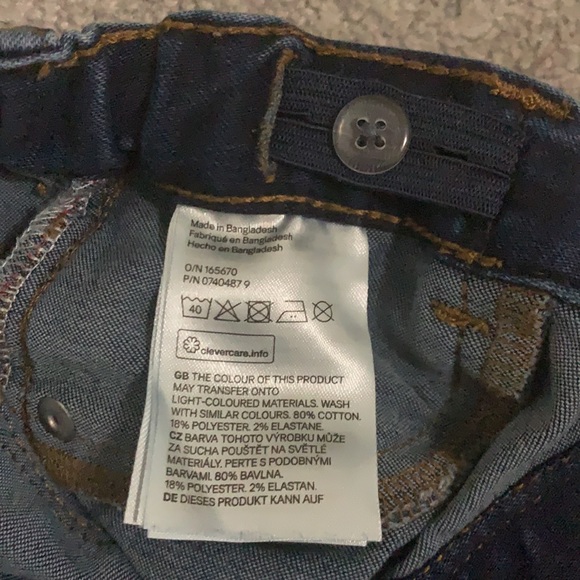 Made in Bangladesh
Fabriqué en Bangladesh
Hecho en Bangladesh
O/N 165670
P/N 0740487 9
40
clevercare.info
GB THE COLOUR OF THIS PRODUCT
MAY TRANSFER ONTO
LIGHT-COLOURED MATERIALS. WASH
WITH SIMILAR COLOURS. 80% COTTON.
18% POLYESTER. 2% ELASTANE.
CZ BARVA TOHOTO VÝROBKU MŮŽE
ZA SUCHA POUŠTĚT NA SVĚTLÉ
MATERIÁLY. PERTE S PODOBNÝMI
BARVAMI. 80% BAVLNA.
18% POLYESTER. 2% ELASTAN.
DE DIESES PRODUKT KANN AUF